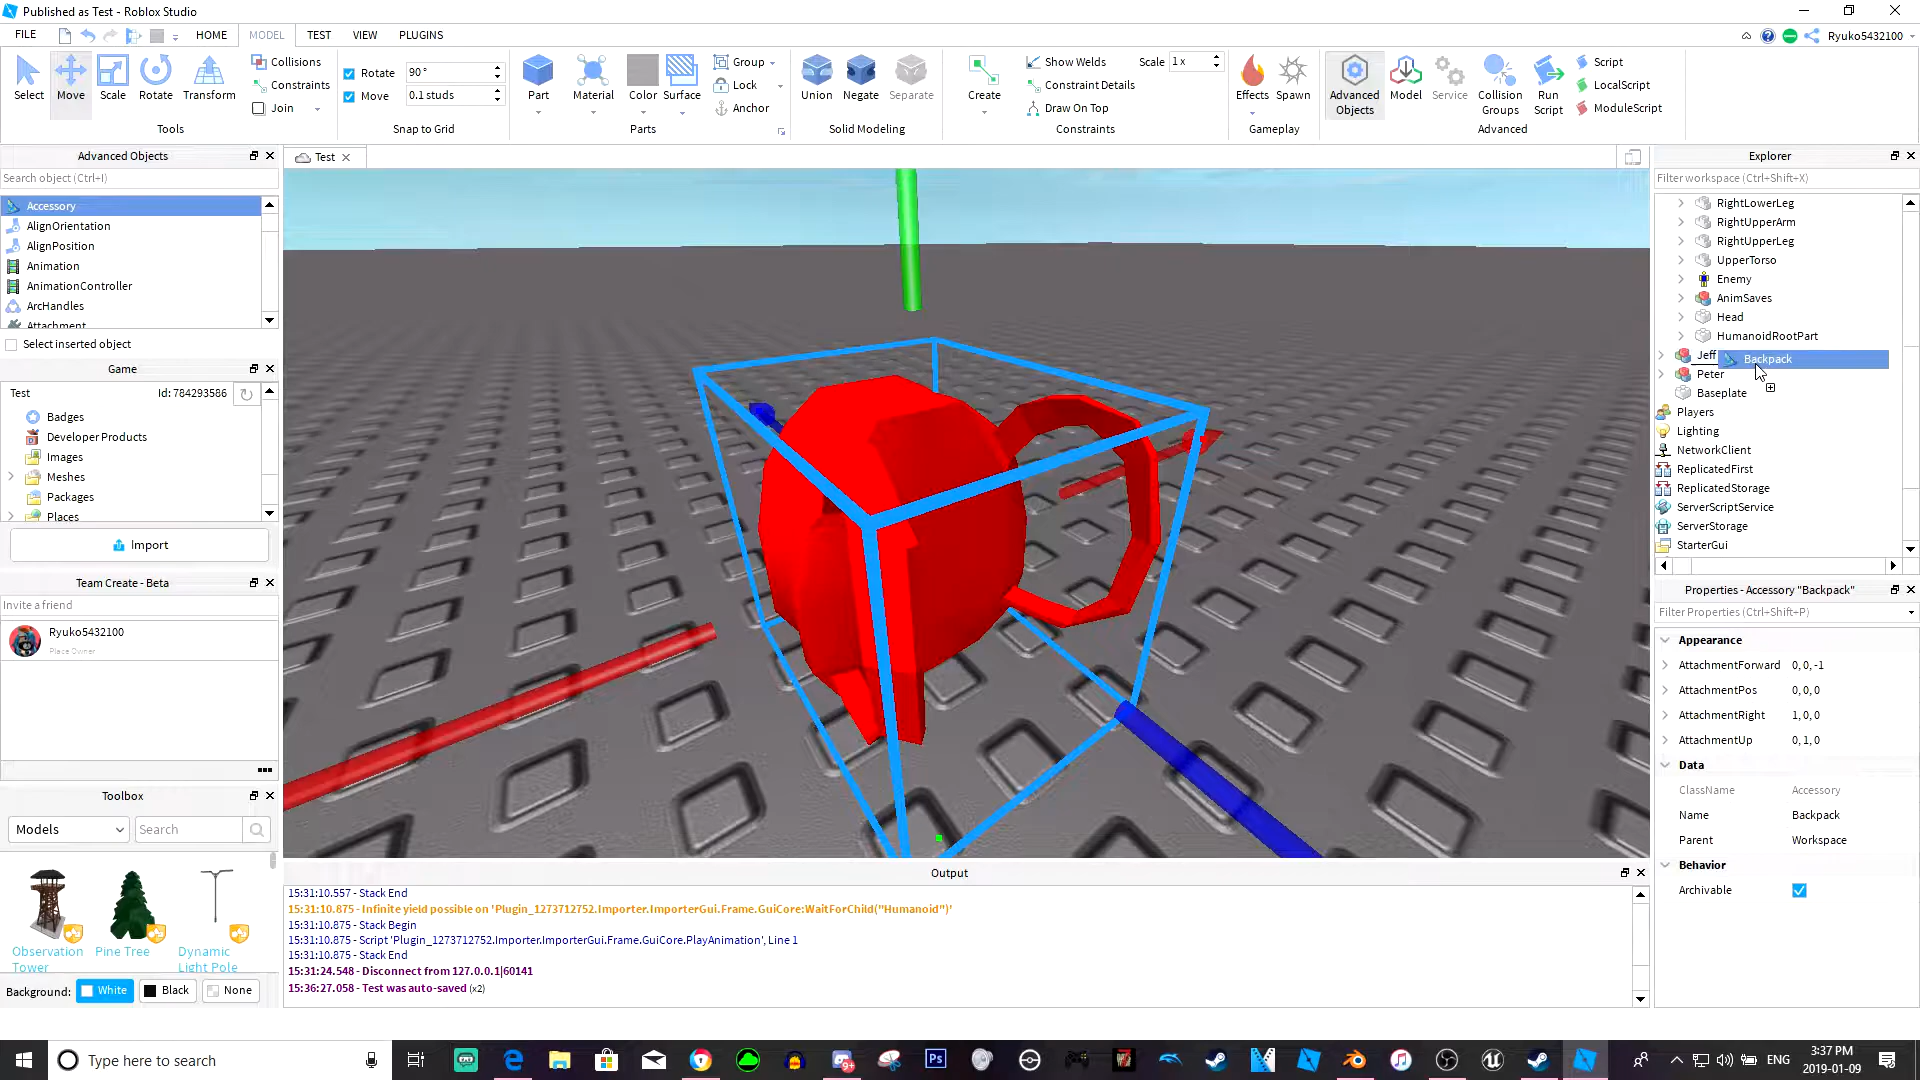 Published as Test - Roblox Studio
FILE
HOME
MODEL
TEST
VIEW
PLUGINS
Ryuko5432100
Select
Move
Scale
Rotate
Transform
Collisions
Constraints
Join
Tools
Rotate
90°
Move
0.1 studs
Snap to Grid
Part
Material
Color
Surface
Group
Lock
Anchor
Parts
Union
Negate
Separate
Solid Modeling
Create
Show Welds
Scale
1 x
Constraint Details
Draw On Top
Constraints
Effects
Spawn
Gameplay
Advanced
Objects
Model
Service
Collision
Groups
Run
Script
Script
LocalScript
ModuleScript
Advanced
Advanced Objects
Search object (Ctrl+I)
Accessory
AlignOrientation
AlignPosition
Animation
AnimationController
ArcHandles
Attachment
Select inserted object
Game
Test
Id: 784293586
Badges
Developer Products
Images
Meshes
Packages
Places
Import
Team Create - Beta
Invite a friend
Ryuko5432100
Place Owner
Toolbox
Models
Search
Observation
Tower
Pine Tree
Dynamic
Light Pole
Background:
White
Black
None
Test
Output
15:31:10.557 - Stack End
15:31:10.875 - Infinite yield possible on 'Plugin_1273712752.Importer.ImporterGui.Frame.GuiCore:WaitForChild("Humanoid")'
15:31:10.875 - Stack Begin
15:31:10.875 - Script 'Plugin_1273712752.Importer.ImporterGui.Frame.GuiCore.PlayAnimation', Line 1
15:31:10.875 - Stack End
15:31:24.548 - Disconnect from 127.0.0.1|60141
15:36:27.058 - Test was auto-saved (x2)
Explorer
Filter workspace (Ctrl+Shift+X)
RightLowerLeg
RightUpperArm
RightUpperLeg
UpperTorso
Enemy
AnimSaves
Head
HumanoidRootPart
Jeff
Backpack
Peter
Baseplate
Players
Lighting
NetworkClient
ReplicatedFirst
ReplicatedStorage
ServerScriptService
ServerStorage
StarterGui
Properties - Accessory "Backpack"
Filter Properties (Ctrl+Shift+P)
Appearance
AttachmentForward 0, 0, -1
AttachmentPos 0, 0, 0
AttachmentRight 1, 0, 0
AttachmentUp 0, 1, 0
Data
ClassName Accessory
Name Backpack
Parent Workspace
Behavior
Archivable
Type here to search
Ps
9+
ENG
3:37 PM
2019-01-09